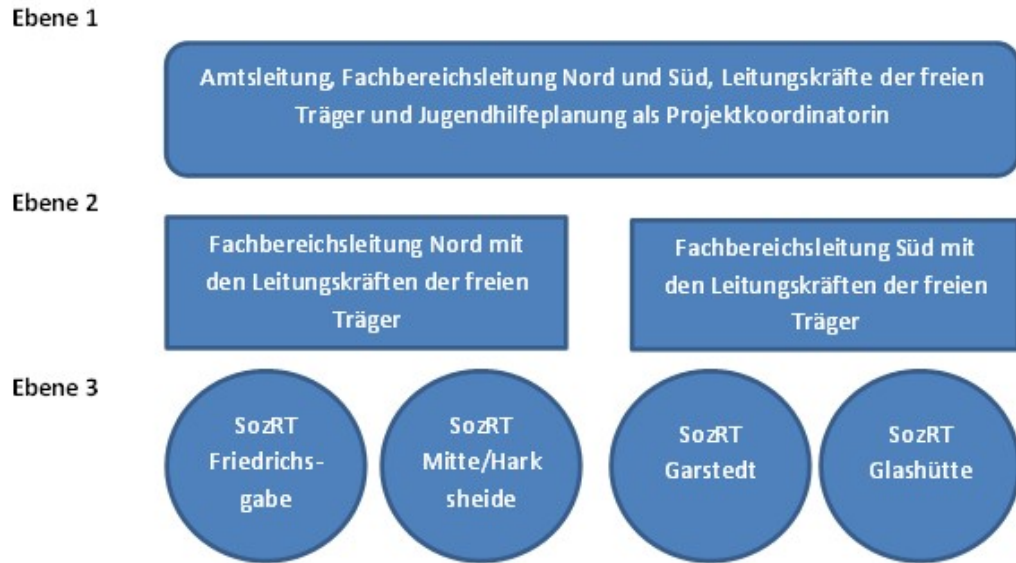 Ebene 1
Amtsleitung, Fachbereichsleitung Nord und Süd, Leitungskräfte der freien
Träger und Jugendhilfeplanung als Projektkoordinatorin
Ebene 2
Fachbereichsleitung Nord mit
den Leitungskräften der freien
Träger
Fachbereichsleitung Süd mit
den Leitungskräften der freien
Träger
Ebene 3
SozRT
Friedrichs-
gabe
SozRT
Mitte/Hark
sheide
SozRT
Garstedt
SozRT
Glashütte